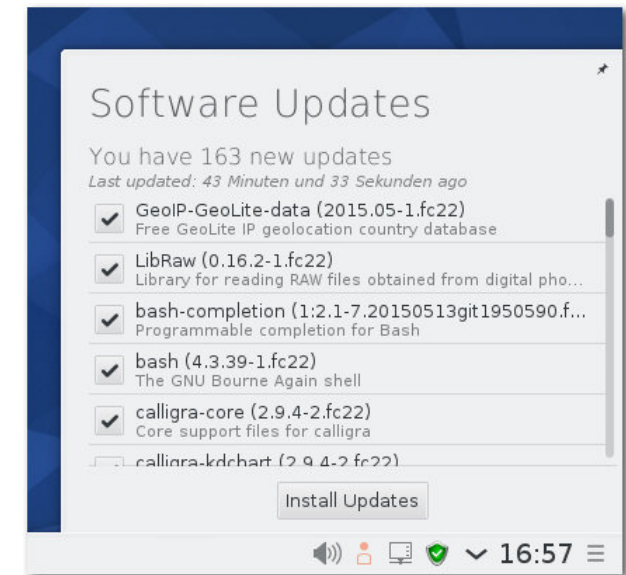 Software Updates
You have 163 new updates
Last updated: 43 Minuten und 33 Sekunden ago
GeoIP-GeoLite-data (2015.05-1.fc22)
Free GeoLite IP geolocation country database
LibRaw (0.16.2-1.fc22)
Library for reading RAW files obtained from digital pho...
bash-completion (1:2.1-7.20150513git1950590.f...
Programmable completion for Bash
bash (4.3.39-1.fc22)
The GNU Bourne Again shell
calligra-core (2.9.4-2.fc22)
Core support files for calligra
calligra-kdchart (2.9.4-2.fc22)
Install Updates
16:57